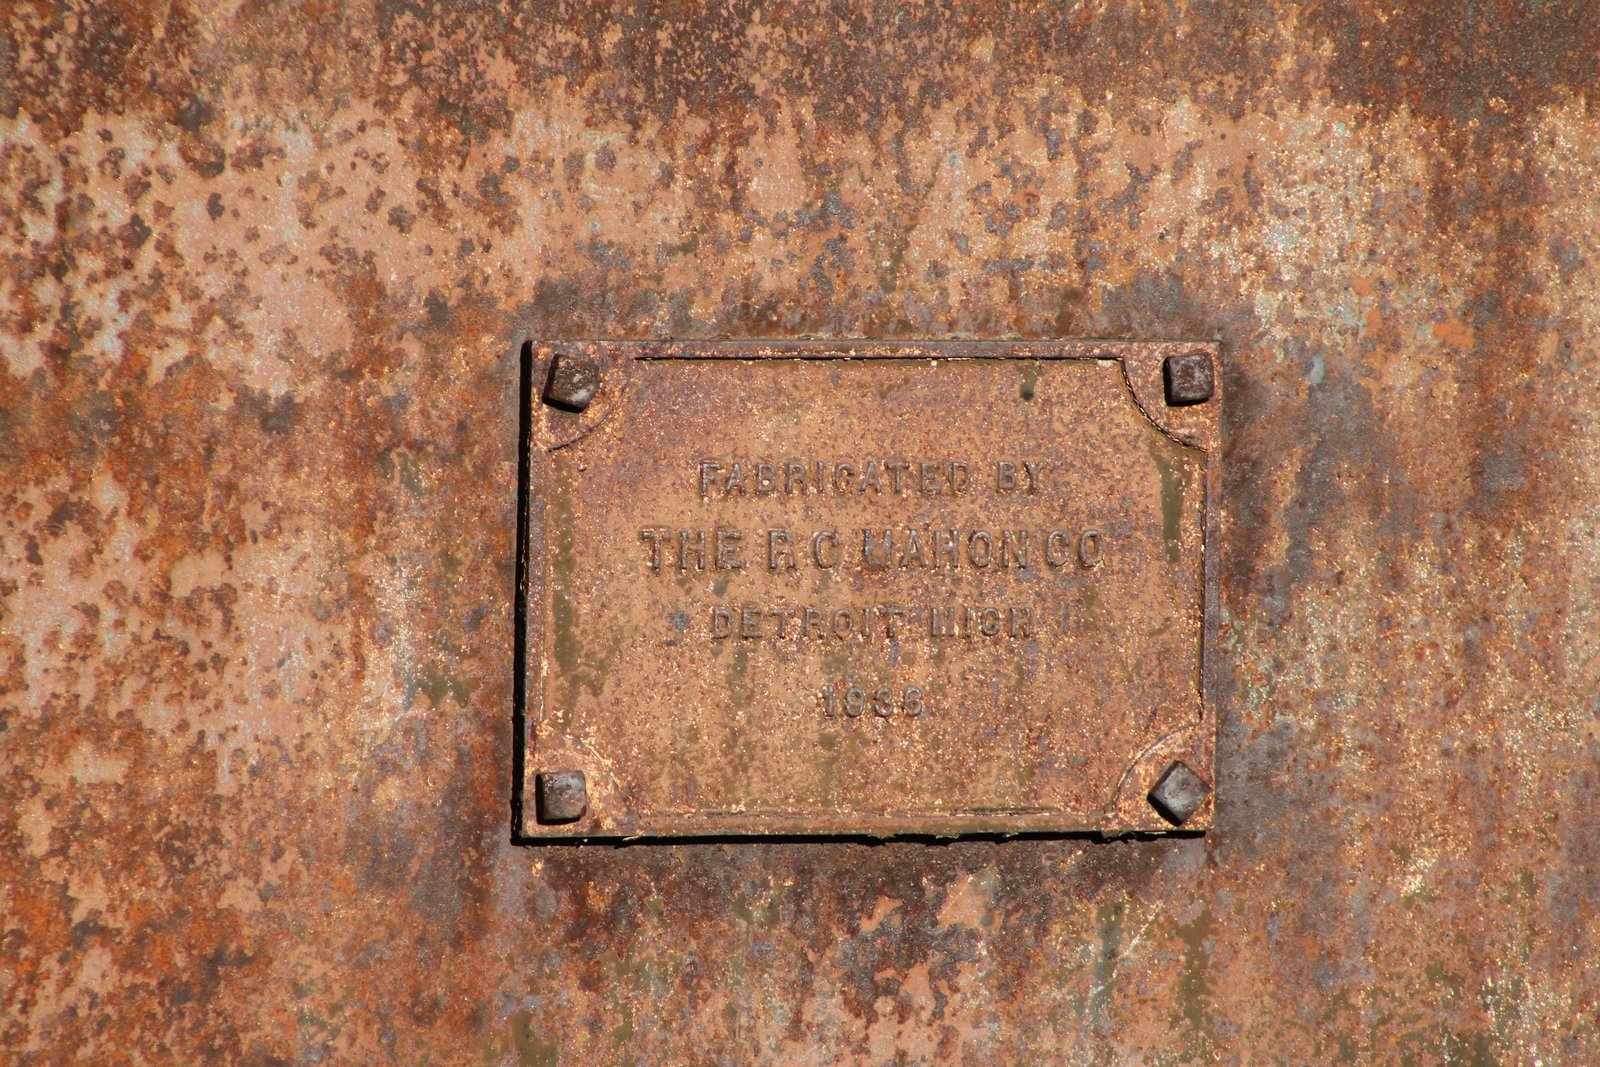 FABRICATED BY
THE R C MAHON CO
DETROIT MICH
1936